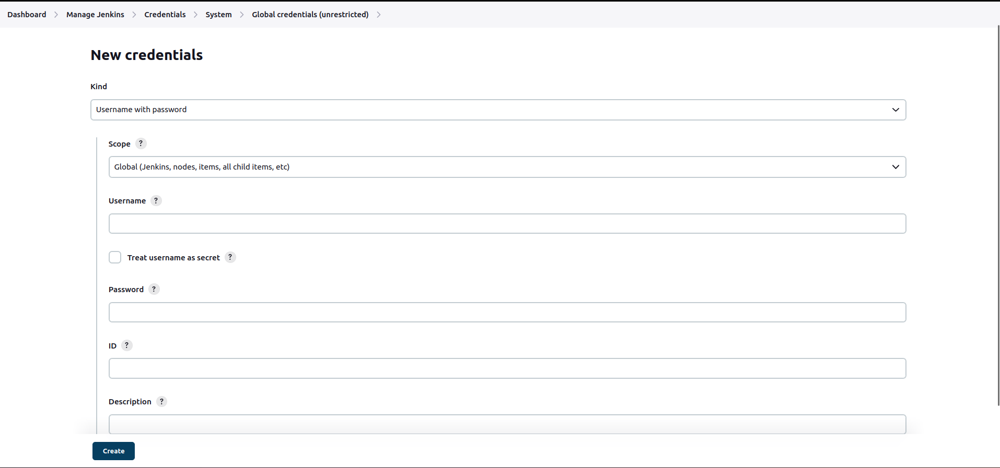 Dashboard > Manage Jenkins > Credentials > System > Global credentials (unrestricted) >
New credentials
Kind
Username with password
Scope ?
Global (Jenkins, nodes, items, all child items, etc)
Username ?
Treat username as secret ?
Password ?
ID ?
Description ?
Create